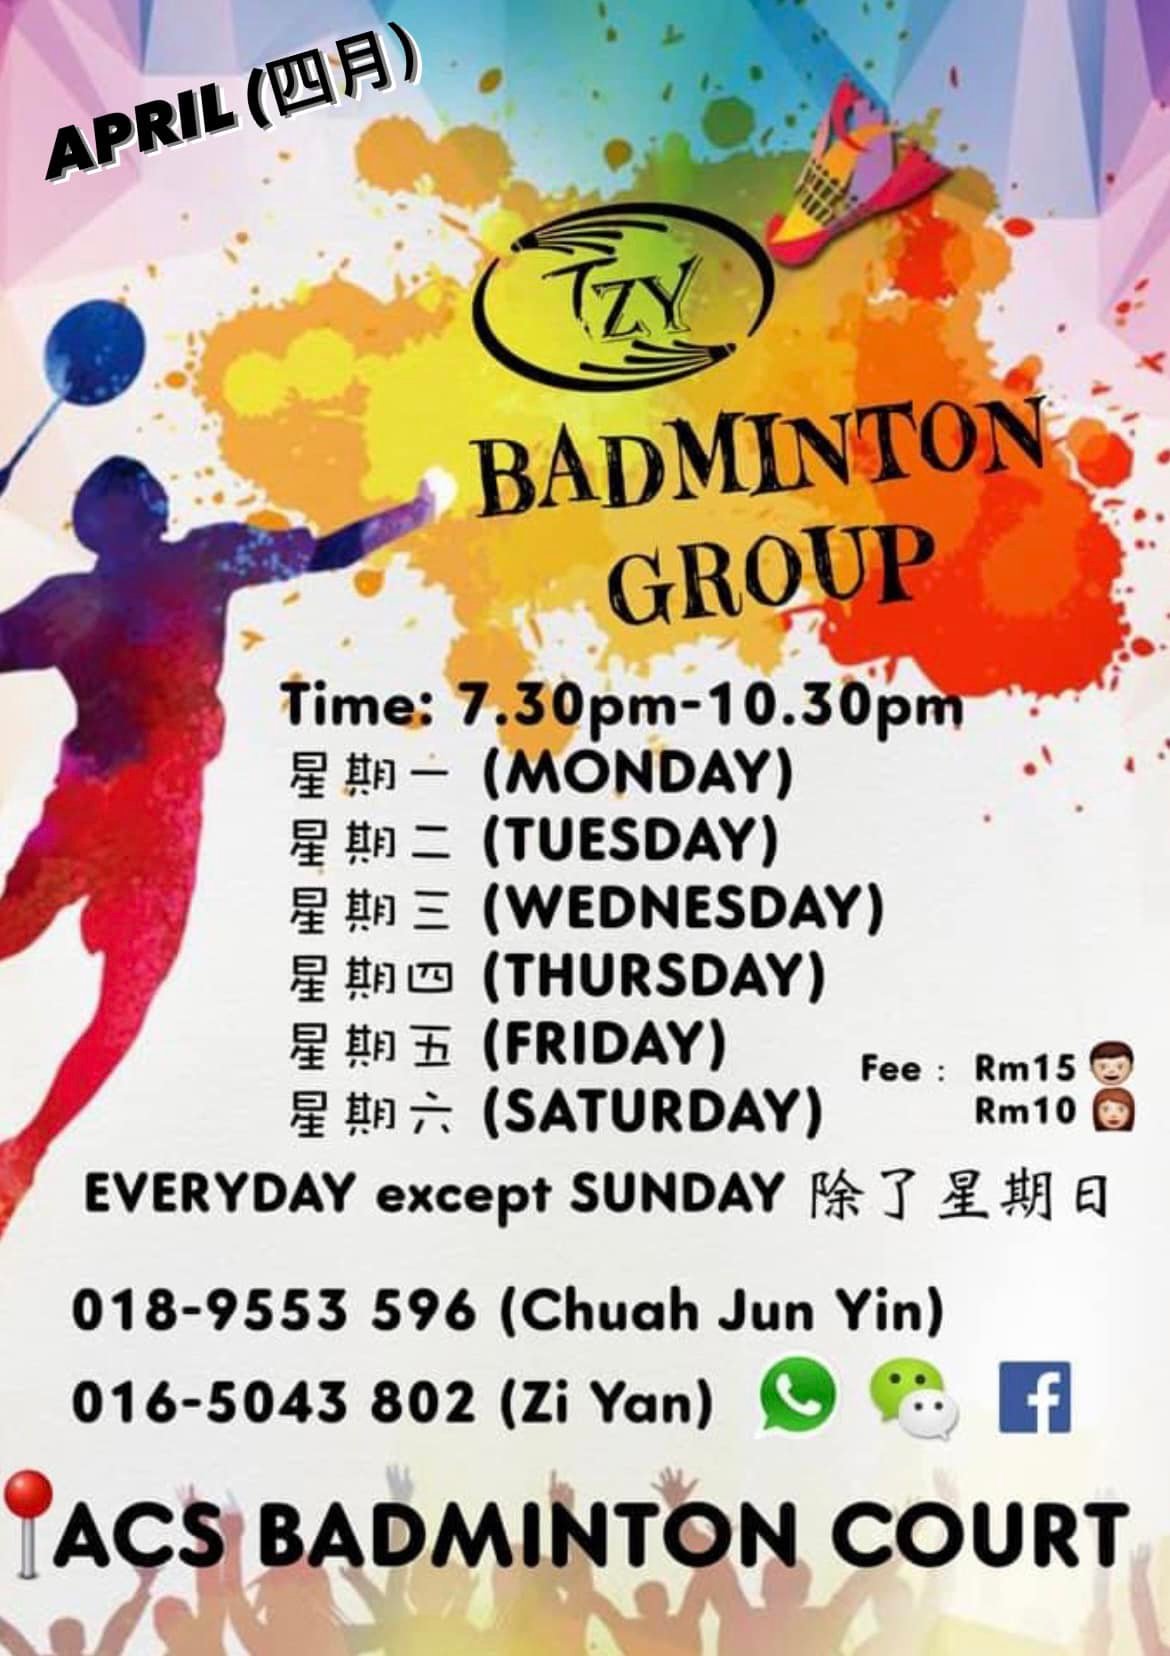 APRIL (四月)
TZY
BADMINTON
GROUP
Time: 7.30pm-10.30pm
星期一 (MONDAY)
星期二 (TUESDAY)
星期三 (WEDNESDAY)
星期四 (THURSDAY)
星期五 (FRIDAY)
星期六 (SATURDAY)
Fee : Rm15
Rm10
EVERYDAY except SUNDAY 除了星期日
018-9553 596 (Chuah Jun Yin)
016-5043 802 (Zi Yan)
ACS BADMINTON COURT